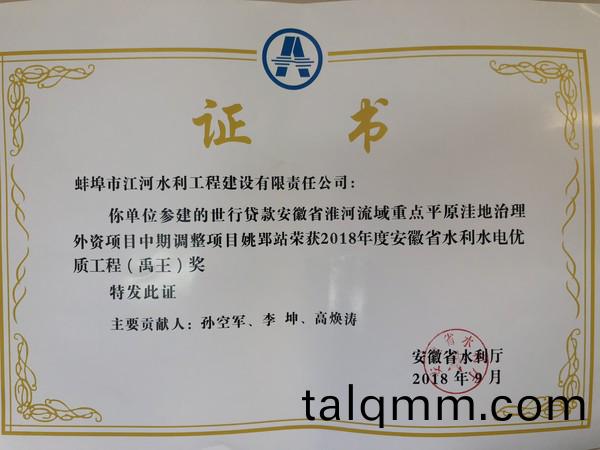 证 书
蚌埠市江河水利工程建设有限责任公司：
你单位参建的世行贷款安徽省淮河流域重点平原洼地治理
外资项目中期调整项目姚郢站荣获2018年度安徽省水利水电优
质工程（禹王）奖
特发此证
主要贡献人：孙空军、李 坤、高焕涛
安徽省水利厅
2018 年 9 月
talqmm.com